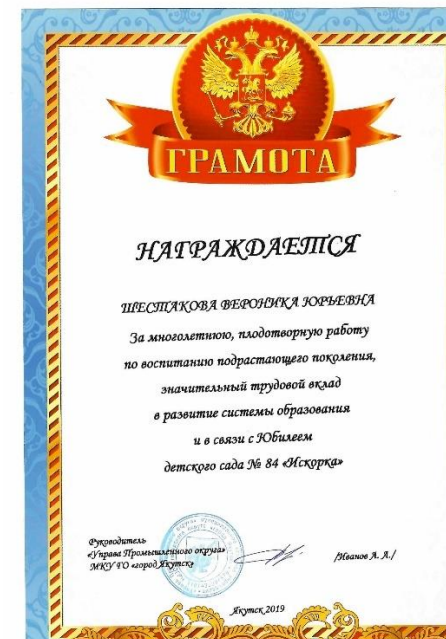 ГРАМОТА
НАГРАЖДАЕТСЯ
ШЕСТАКОВА ВЕРОНИКА ЮРЬЕВНА
За многолетнюю, плодотворную работу
по воспитанию подрастающего поколения,
значительный трудовой вклад
в развитие системы образования
и в связи с Юбилеем
детского сада № 84 «Искорка»
Руководитель
«Управа Промышленного округа»
МКУ ГО «город Якутск»
/Иванов А. А./
Якутск 2019